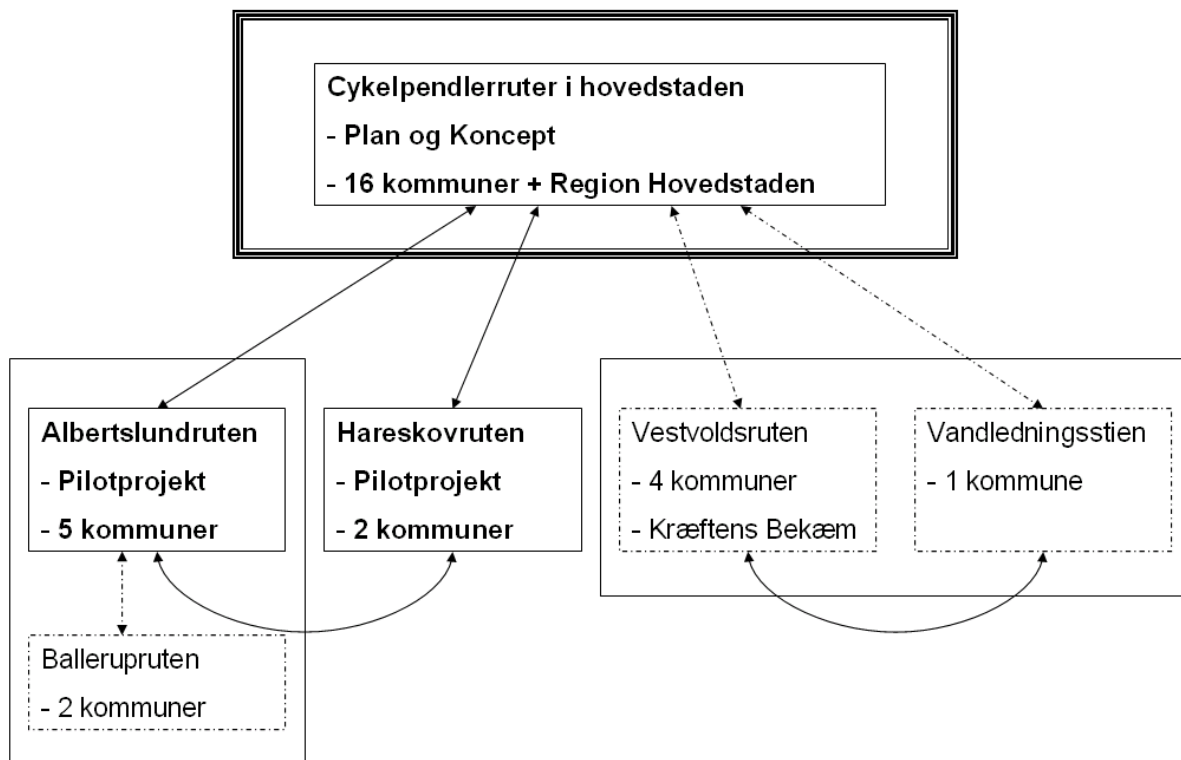 Cykelpendlerruter i hovedstaden
- Plan og Koncept
- 16 kommuner + Region Hovedstaden
Albertslundruten
- Pilotprojekt
- 5 kommuner
Hareskovruten
- Pilotprojekt
- 2 kommuner
Vestvoldsruten
- 4 kommuner
- Kræftens Bekæm
Vandledningsstien
- 1 kommune
Ballerupruten
- 2 kommuner